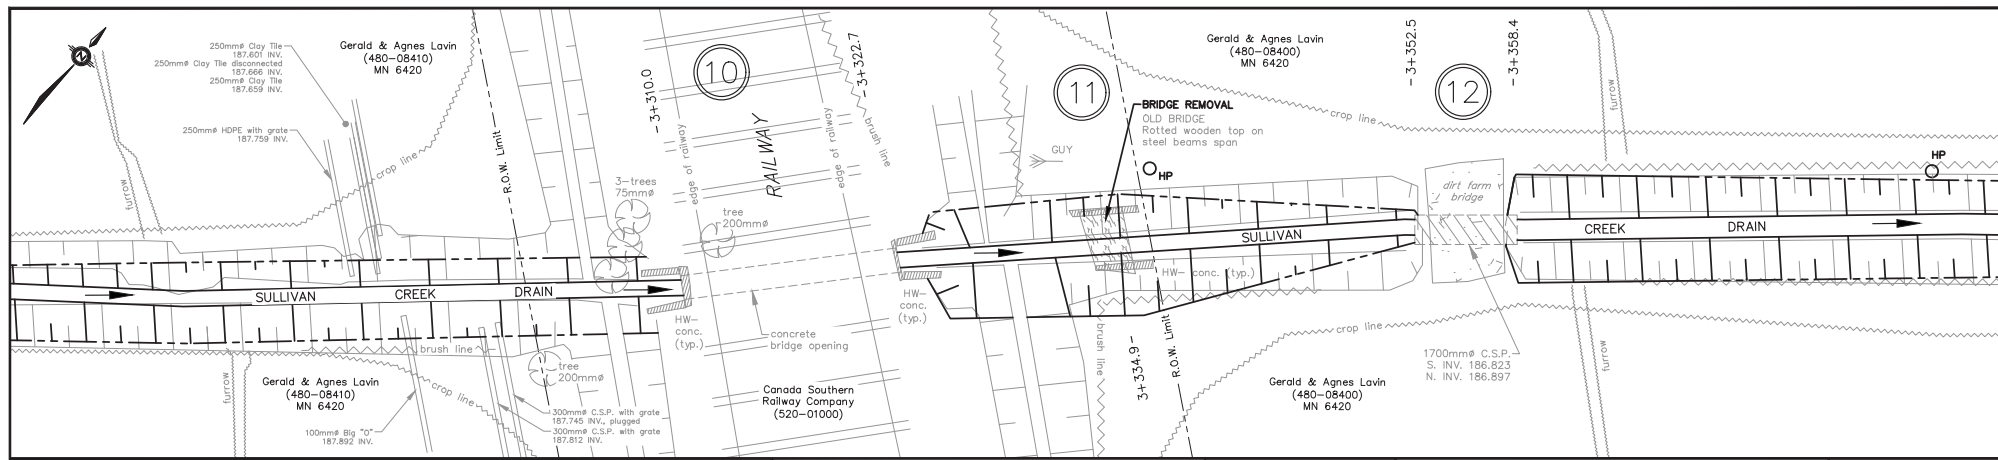 250mmø Clay Tile
187.601 INV.
250mmø Clay Tile disconnected
187.666 INV.
250mmø Clay Tile
187.659 INV.
Gerald & Agnes Lavin
(480-08410)
MN 6420
250mmø HDPE with grate
187.759 INV.
N
furrow
crop line
R.O.W. Limit
3-trees
75mmø
- 3+310.0
edge of railway
10
RAILWAY
tree
200mmø
edge of railway
- 3+322.7
brush line
GUY
11
BRIDGE REMOVAL
OLD BRIDGE
Rotted wooden top on
steel beams span
HP
Gerald & Agnes Lavin
(480-08400)
MN 6420
crop line
- 3+352.5
12
- 3+358.4
dirt farm
bridge
furrow
HP
SULLIVAN CREEK DRAIN
SULLIVAN
CREEK DRAIN
HW-
conc.
(typ.)
concrete
bridge opening
HW-
conc.
(typ.)
HW- conc. (typ.)
brush line
furrow
Gerald & Agnes Lavin
(480-08410)
MN 6420
crop line
100mmø Big "O"
187.892 INV.
tree
200mmø
300mmø C.S.P. with grate
187.745 INV., plugged
300mmø C.S.P. with grate
187.812 INV.
Canada Southern
Railway Company
(520-01000)
brush line
3+334.9-
R.O.W. Limit
crop line
Gerald & Agnes Lavin
(480-08400)
MN 6420
1700mmø C.S.P.
S. INV. 186.823
N. INV. 186.897
furrow